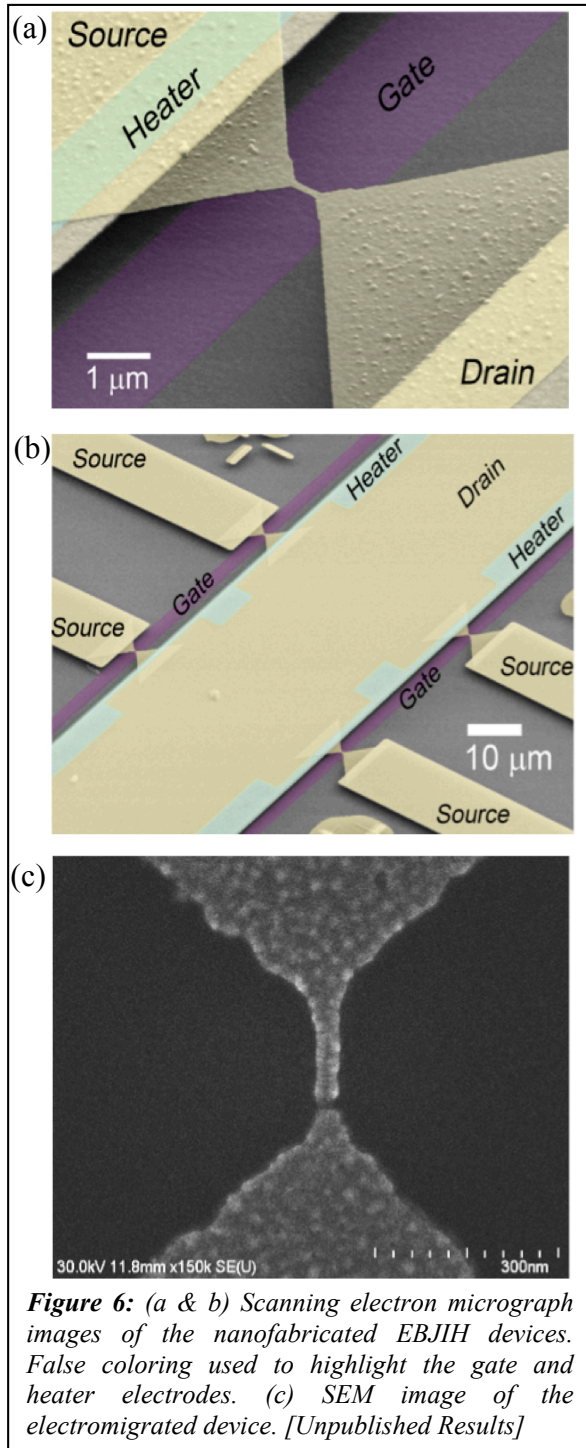 (a)
Source
Heater
Gate
1 μm
Drain
(b)
Source
Heater
Drain
Heater
Gate
Source
Source
Gate
10 μm
Source
(c)
30.0kV 11.8mm x150k SE(U)
300nm
Figure 6: (a & b) Scanning electron micrograph
images of the nanofabricated EBJIH devices.
False coloring used to highlight the gate and
heater electrodes. (c) SEM image of the
electromigrated device. [Unpublished Results]